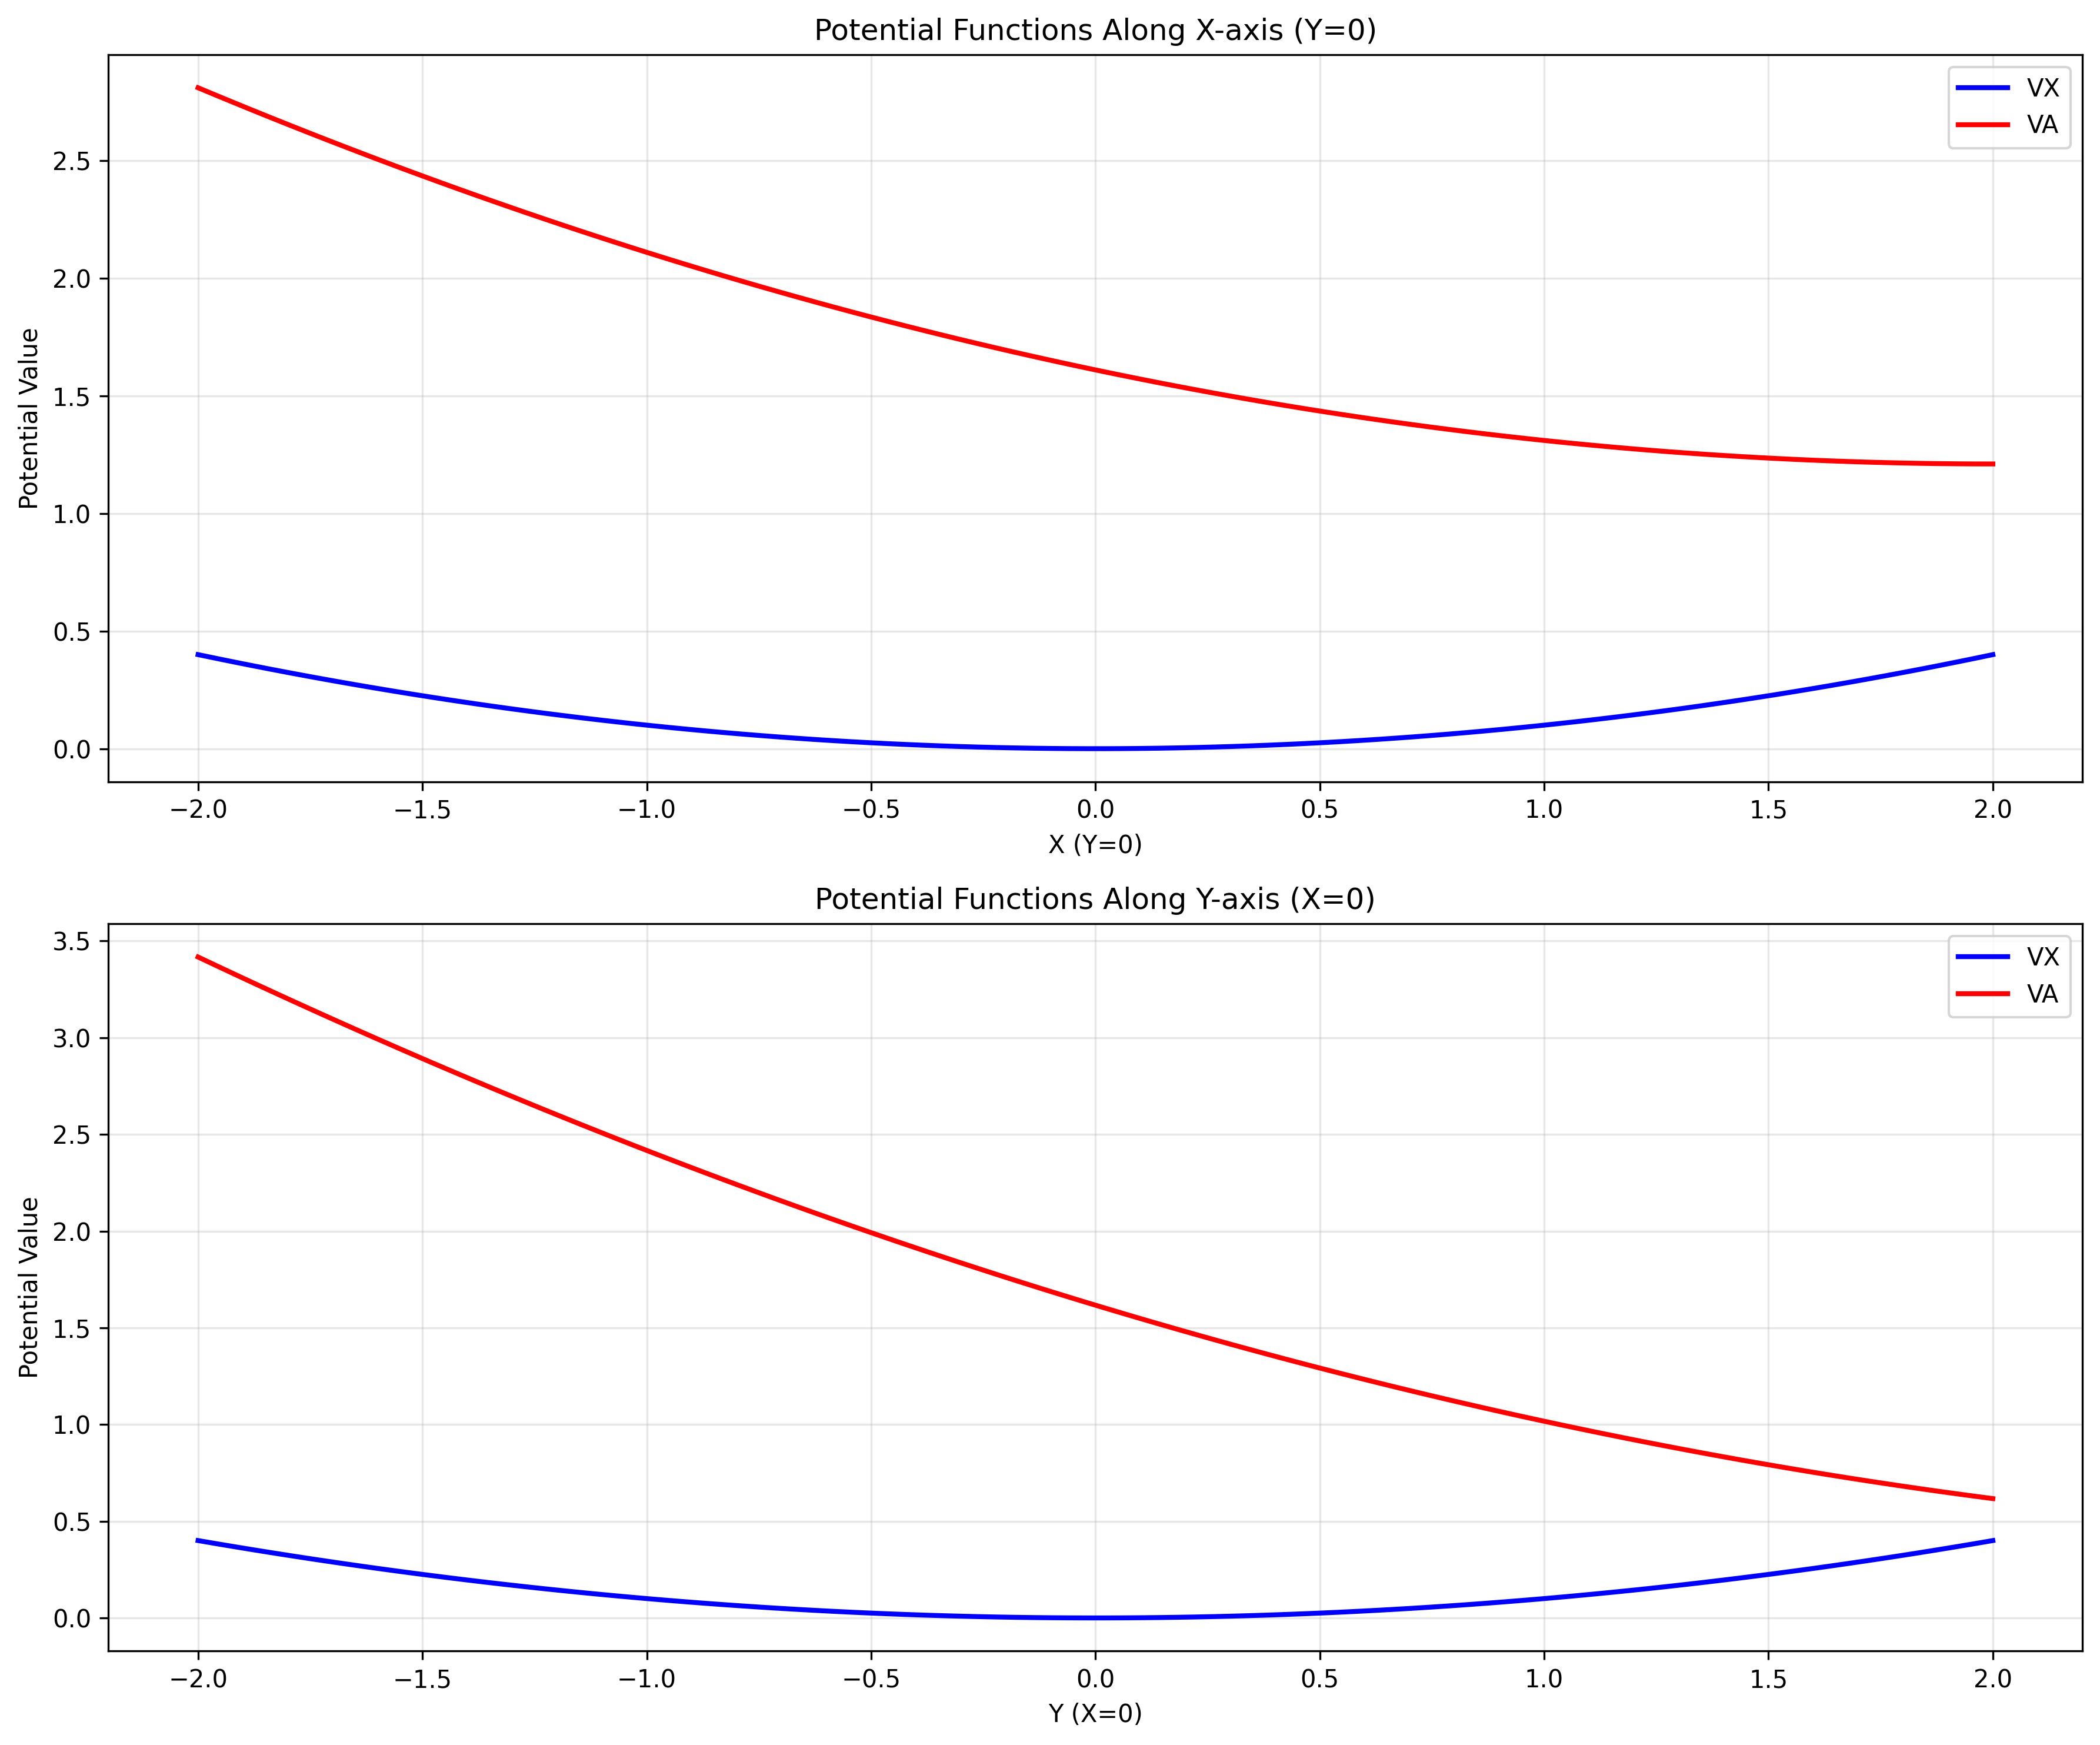 Potential Functions Along X-axis (Y=0)
VX
VA
Potential Value
2.5
2.0
1.5
1.0
0.5
0.0
−2.0 −1.5 −1.0 −0.5 0.0 0.5 1.0 1.5 2.0
X (Y=0)
Potential Functions Along Y-axis (X=0)
VX
VA
Potential Value
3.5
3.0
2.5
2.0
1.5
1.0
0.5
0.0
−2.0 −1.5 −1.0 −0.5 0.0 0.5 1.0 1.5 2.0
Y (X=0)